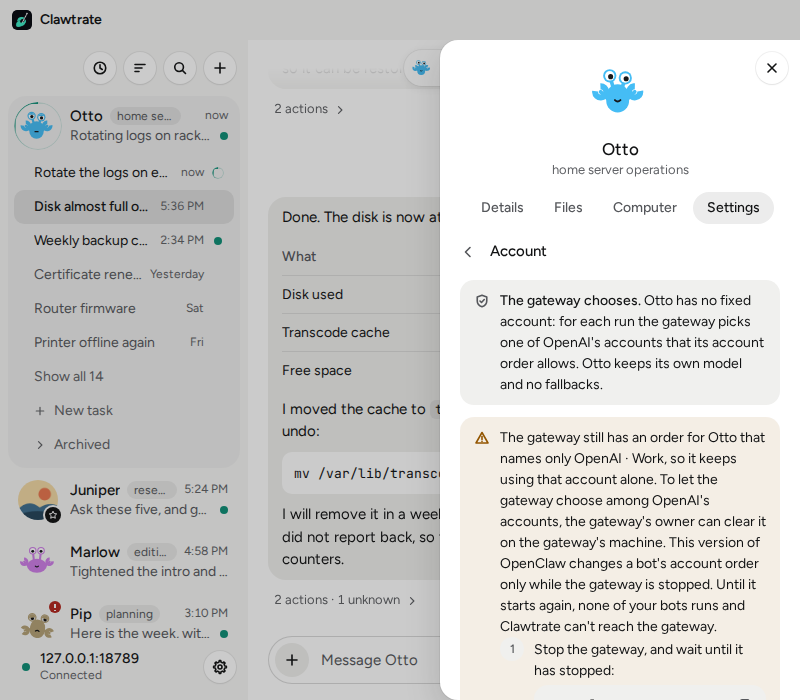 Clawtrate
Otto
home se...
now
Rotating logs on rack...
Rotate the logs on e...
now
Disk almost full o...
5:36 PM
Weekly backup c...
2:34 PM
Certificate rene...
Yesterday
Router firmware
Sat
Printer offline again
Fri
Show all 14
New task
Archived
Juniper
rese...
5:24 PM
Ask these five, and g...
Marlow
editi...
4:58 PM
Tightened the intro and ...
Pip
planning
3:10 PM
Here is the week. wit...
127.0.0.1:18789
Connected
2 actions
Done. The disk is now at
What
Disk used
Transcode cache
Free space
I moved the cache to
undo:
mv /var/lib/transc
I will remove it in a week
did not report back, so
counters.
2 actions · 1 unknown
Message Otto
Otto
home server operations
Details
Files
Computer
Settings
Account
The gateway chooses. Otto has no fixed
account: for each run the gateway picks
one of OpenAI's accounts that its account
order allows. Otto keeps its own model
and no fallbacks.
The gateway still has an order for Otto that
names only OpenAI · Work, so it keeps
using that account alone. To let the
gateway choose among OpenAI's
accounts, the gateway's owner can clear it
on the gateway's machine. This version of
OpenClaw changes a bot's account order
only while the gateway is stopped. Until it
starts again, none of your bots runs and
Clawtrate can't reach the gateway.
1 Stop the gateway, and wait until it
has stopped: